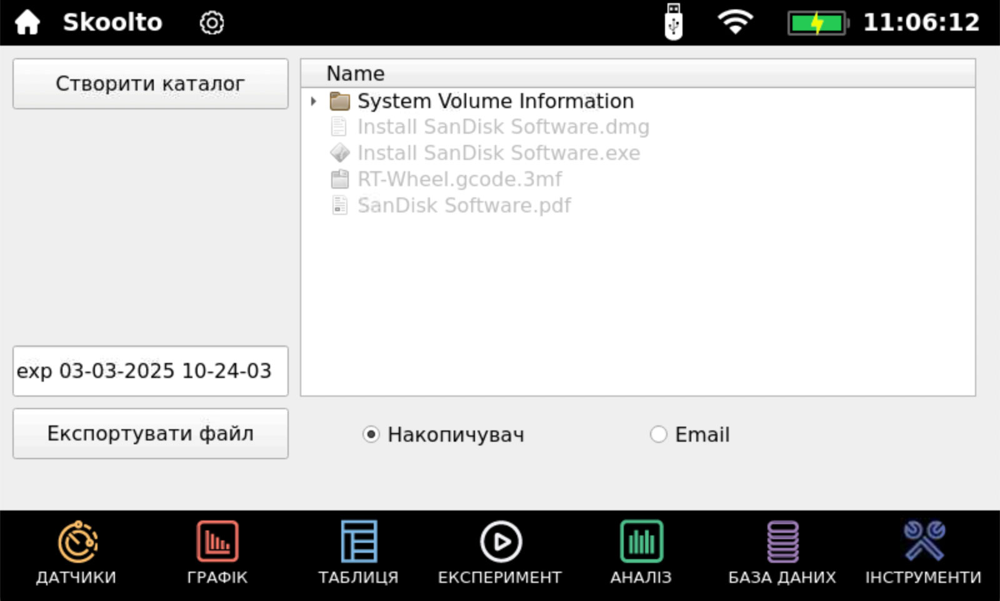 Skoolto 11:06:12
Створити каталог
Name
System Volume Information
Install SanDisk Software.dmg
Install SanDisk Software.exe
RT-Wheel.gcode.3mf
SanDisk Software.pdf
exp 03-03-2025 10-24-03
Експортувати файл
Накопичувач
Email
ДАТЧИКИ
ГРАФІК
ТАБЛИЦЯ
ЕКСПЕРИМЕНТ
АНАЛІЗ
БАЗА ДАНИХ
ІНСТРУМЕНТИ